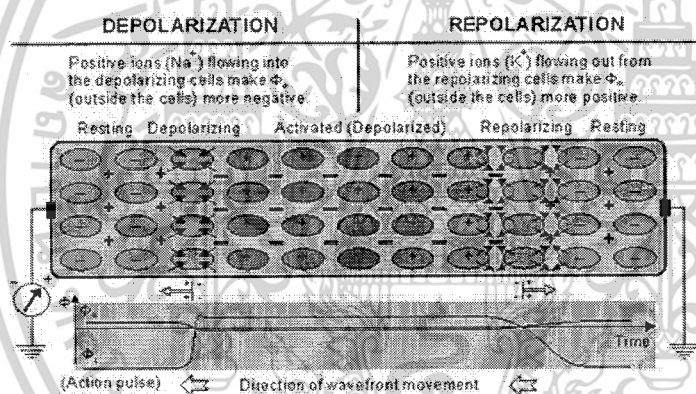 DEPOLARIZATION
REPOLARIZATION
Positive ions (Na⁺) flowing into
the depolarizing cells make Φₑ
(outside the cells) more negative.
Positive ions (K⁺) flowing out from
the repolarizing cells make Φₑ
(outside the cells) more positive.
Resting Depolarizing Activated (Depolarized) Repolarizing Resting
Time
(Action pulse) Direction of wavefront movement